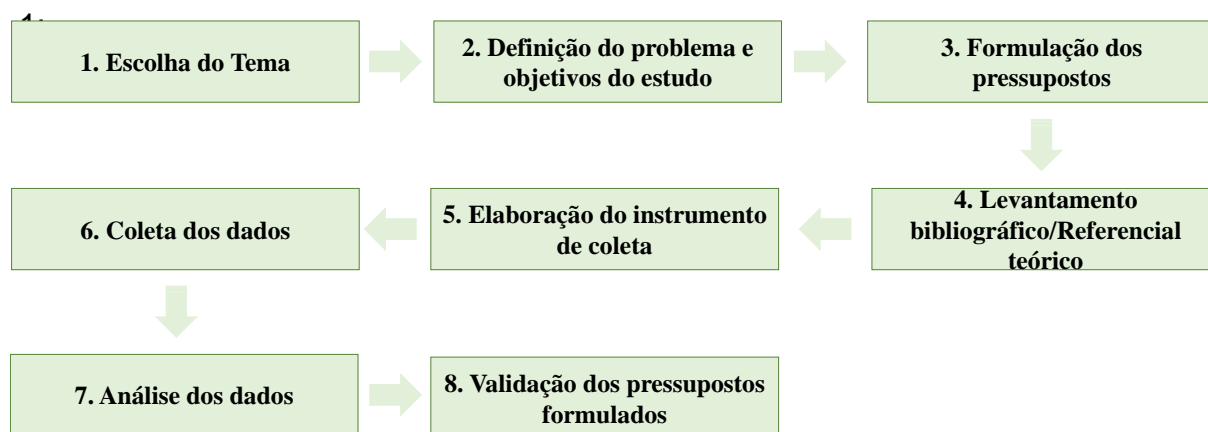 1. Escolha do Tema
2. Definição do problema e
objetivos do estudo
3. Formulação dos
pressupostos
4. Levantamento
bibliográfico/Referencial
teórico
5. Elaboração do instrumento
de coleta
6. Coleta dos dados
7. Análise dos dados
8. Validação dos pressupostos
formulados